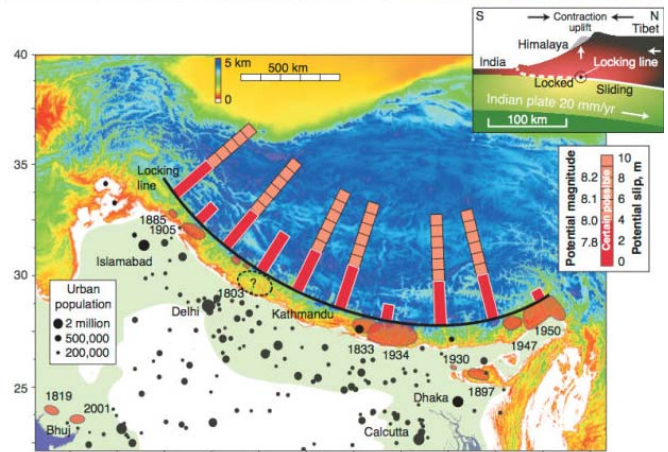 S
N
Contraction
uplift
Tibet
Himalaya
India
Locking line
Locked
Sliding
Indian plate 20 mm/yr
100 km
40
35
30
25
5 km
0
500 km
Locking
line
1885
1905
Islamabad
Urban
population
2 million
500,000
200,000
1803
Delhi
?
Kathmandu
1833
1934
1930
1947
1950
1897
1819
2001
Bhuj
Dhaka
Calcutta
Potential magnitude
8.2
8.0
7.8
Certain possible
10
8
6
4
2
0
Potential slip, m